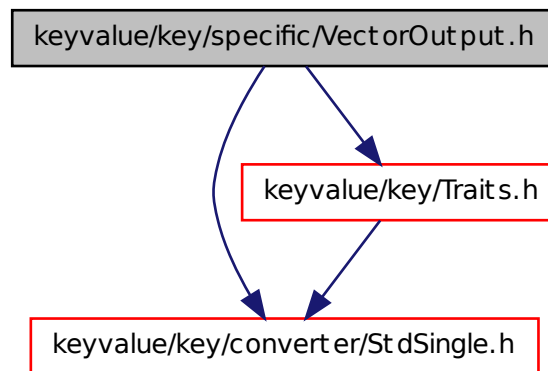 keyvalue/key/specific/VectorOutput.h
keyvalue/key/Traits.h
keyvalue/key/converter/StdSingle.h